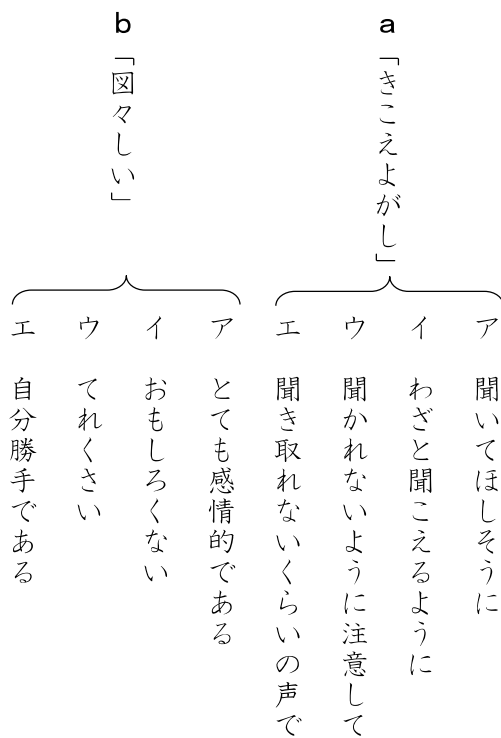 a「きこえよがし」
ア 聞いてほしそうに
イ わざと聞こえるように
ウ 聞かれないように注意して
エ 聞き取れないくらいの声で
b「図々しい」
ア とても感情的である
イ おもしろくない
ウ てれくさい
エ 自分勝手である